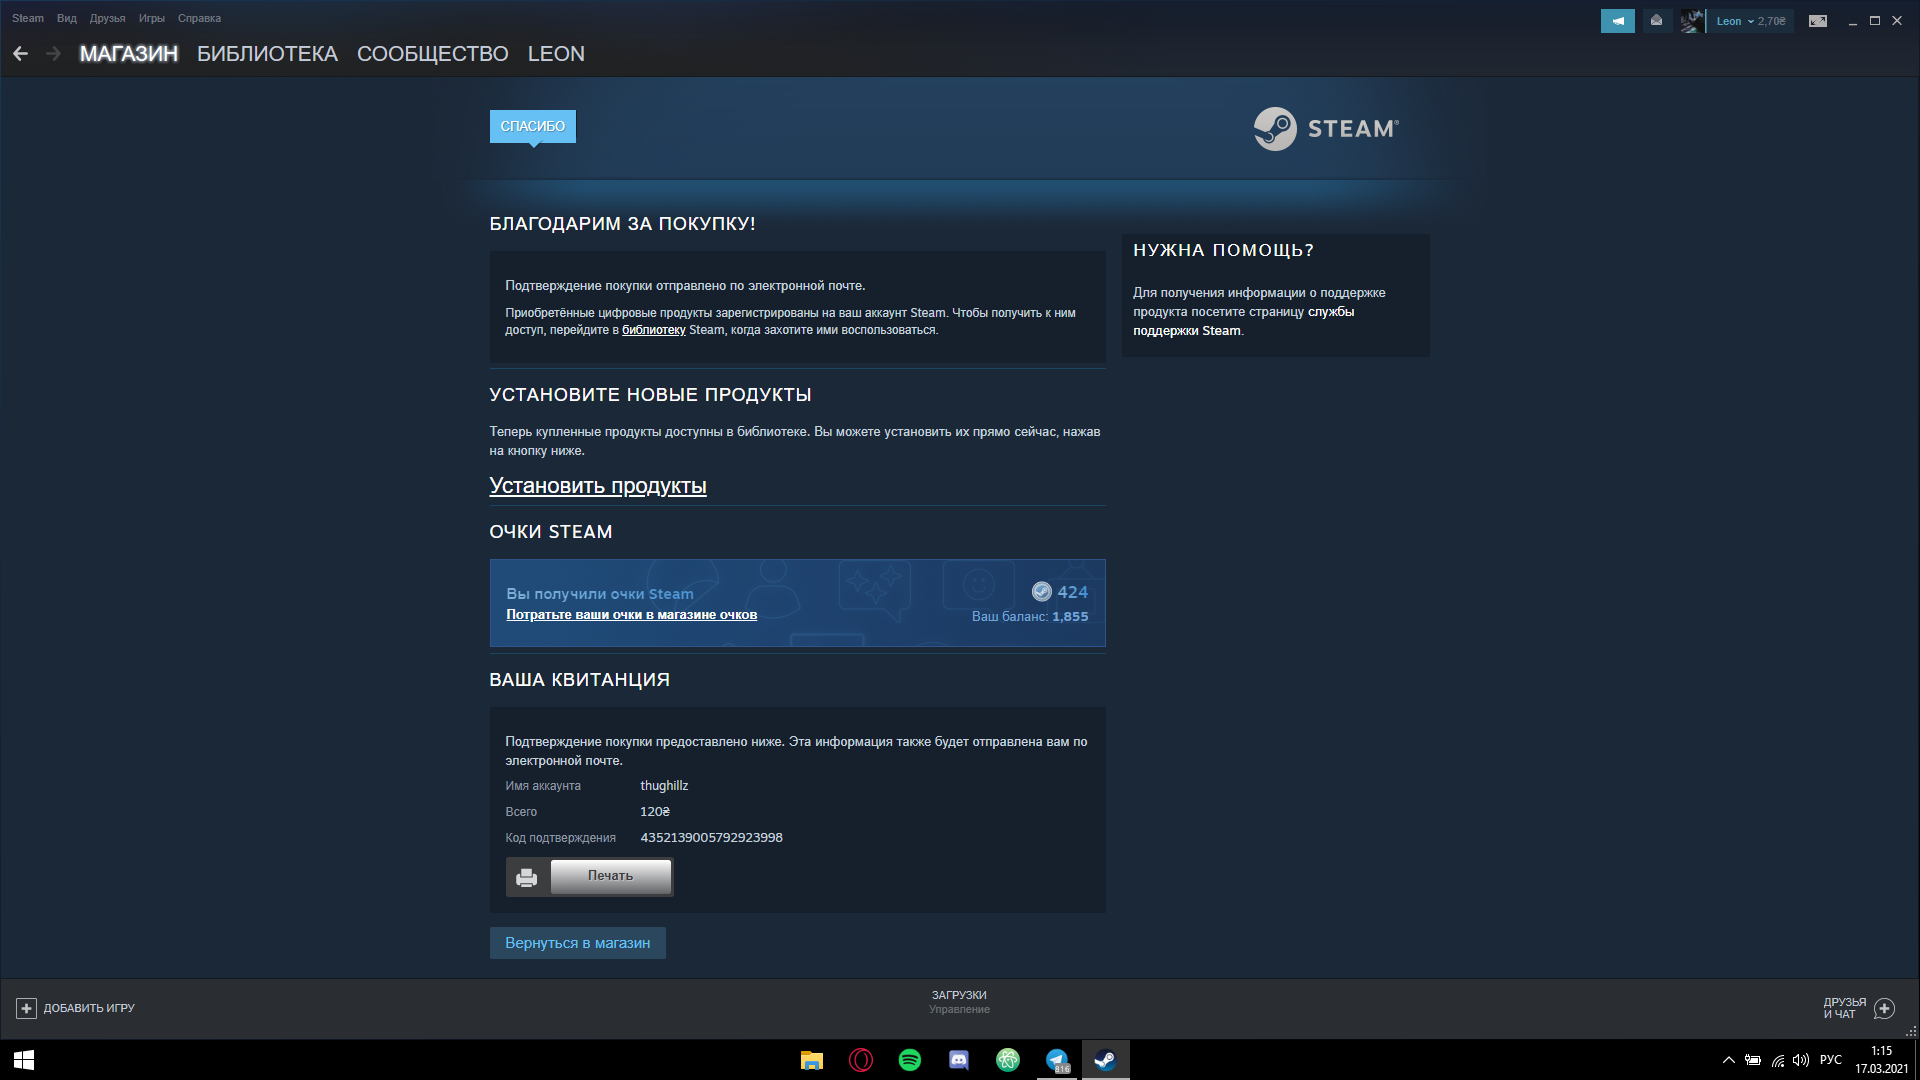 Steam Вид Друзья Игры Справка
Leon 2,70₴
МАГАЗИН БИБЛИОТЕКА СООБЩЕСТВО LEON
СПАСИБО
STEAM®
БЛАГОДАРИМ ЗА ПОКУПКУ!
Подтверждение покупки отправлено по электронной почте.
Приобретённые цифровые продукты зарегистрированы на ваш аккаунт Steam. Чтобы получить к ним
доступ, перейдите в библиотеку Steam, когда захотите ими воспользоваться.
НУЖНА ПОМОЩЬ?
Для получения информации о поддержке
продукта посетите страницу службы
поддержки Steam.
УСТАНОВИТЕ НОВЫЕ ПРОДУКТЫ
Теперь купленные продукты доступны в библиотеке. Вы можете установить их прямо сейчас, нажав
на кнопку ниже.
Установить продукты
ОЧКИ STEAM
Вы получили очки Steam
424
Потратьте ваши очки в магазине очков
Ваш баланс: 1,855
ВАША КВИТАНЦИЯ
Подтверждение покупки предоставлено ниже. Эта информация также будет отправлена вам по
электронной почте.
Имя аккаунта thughillz
Всего 120₴
Код подтверждения 4352139005792923998
Печать
Вернуться в магазин
ДОБАВИТЬ ИГРУ
ЗАГРУЗКИ
Управление
ДРУЗЬЯ
И ЧАТ
816
РУС
1:15
17.03.2021